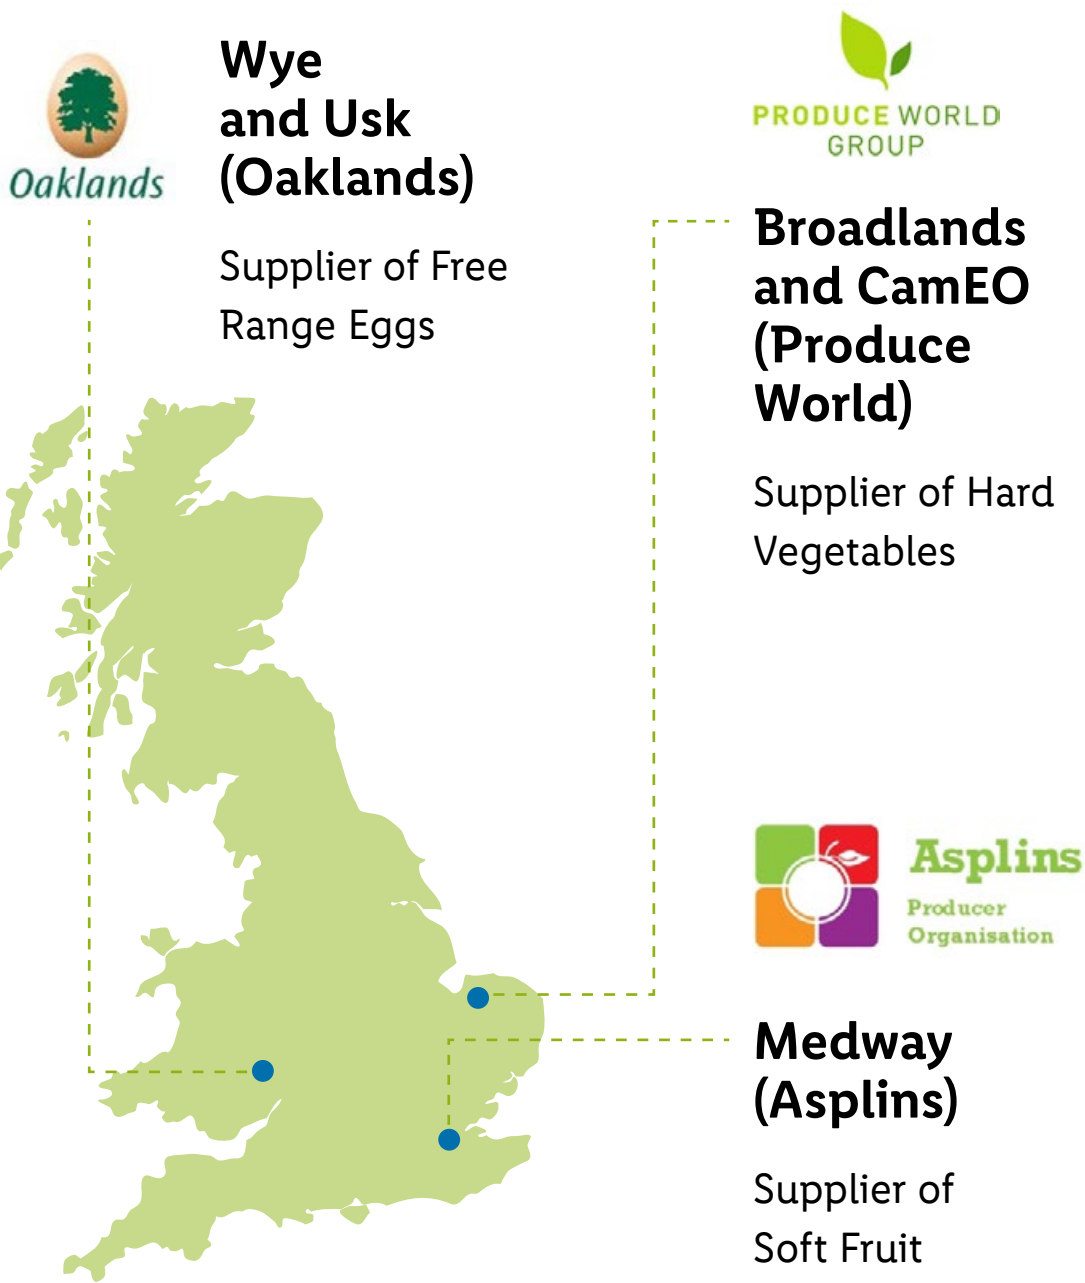 Oaklands
Wye
and Usk
(Oaklands)
Supplier of Free
Range Eggs
PRODUCE WORLD
GROUP
Broadlands
and CamEO
(Produce
World)
Supplier of Hard
Vegetables
Asplins
Producer
Organisation
Medway
(Asplins)
Supplier of
Soft Fruit